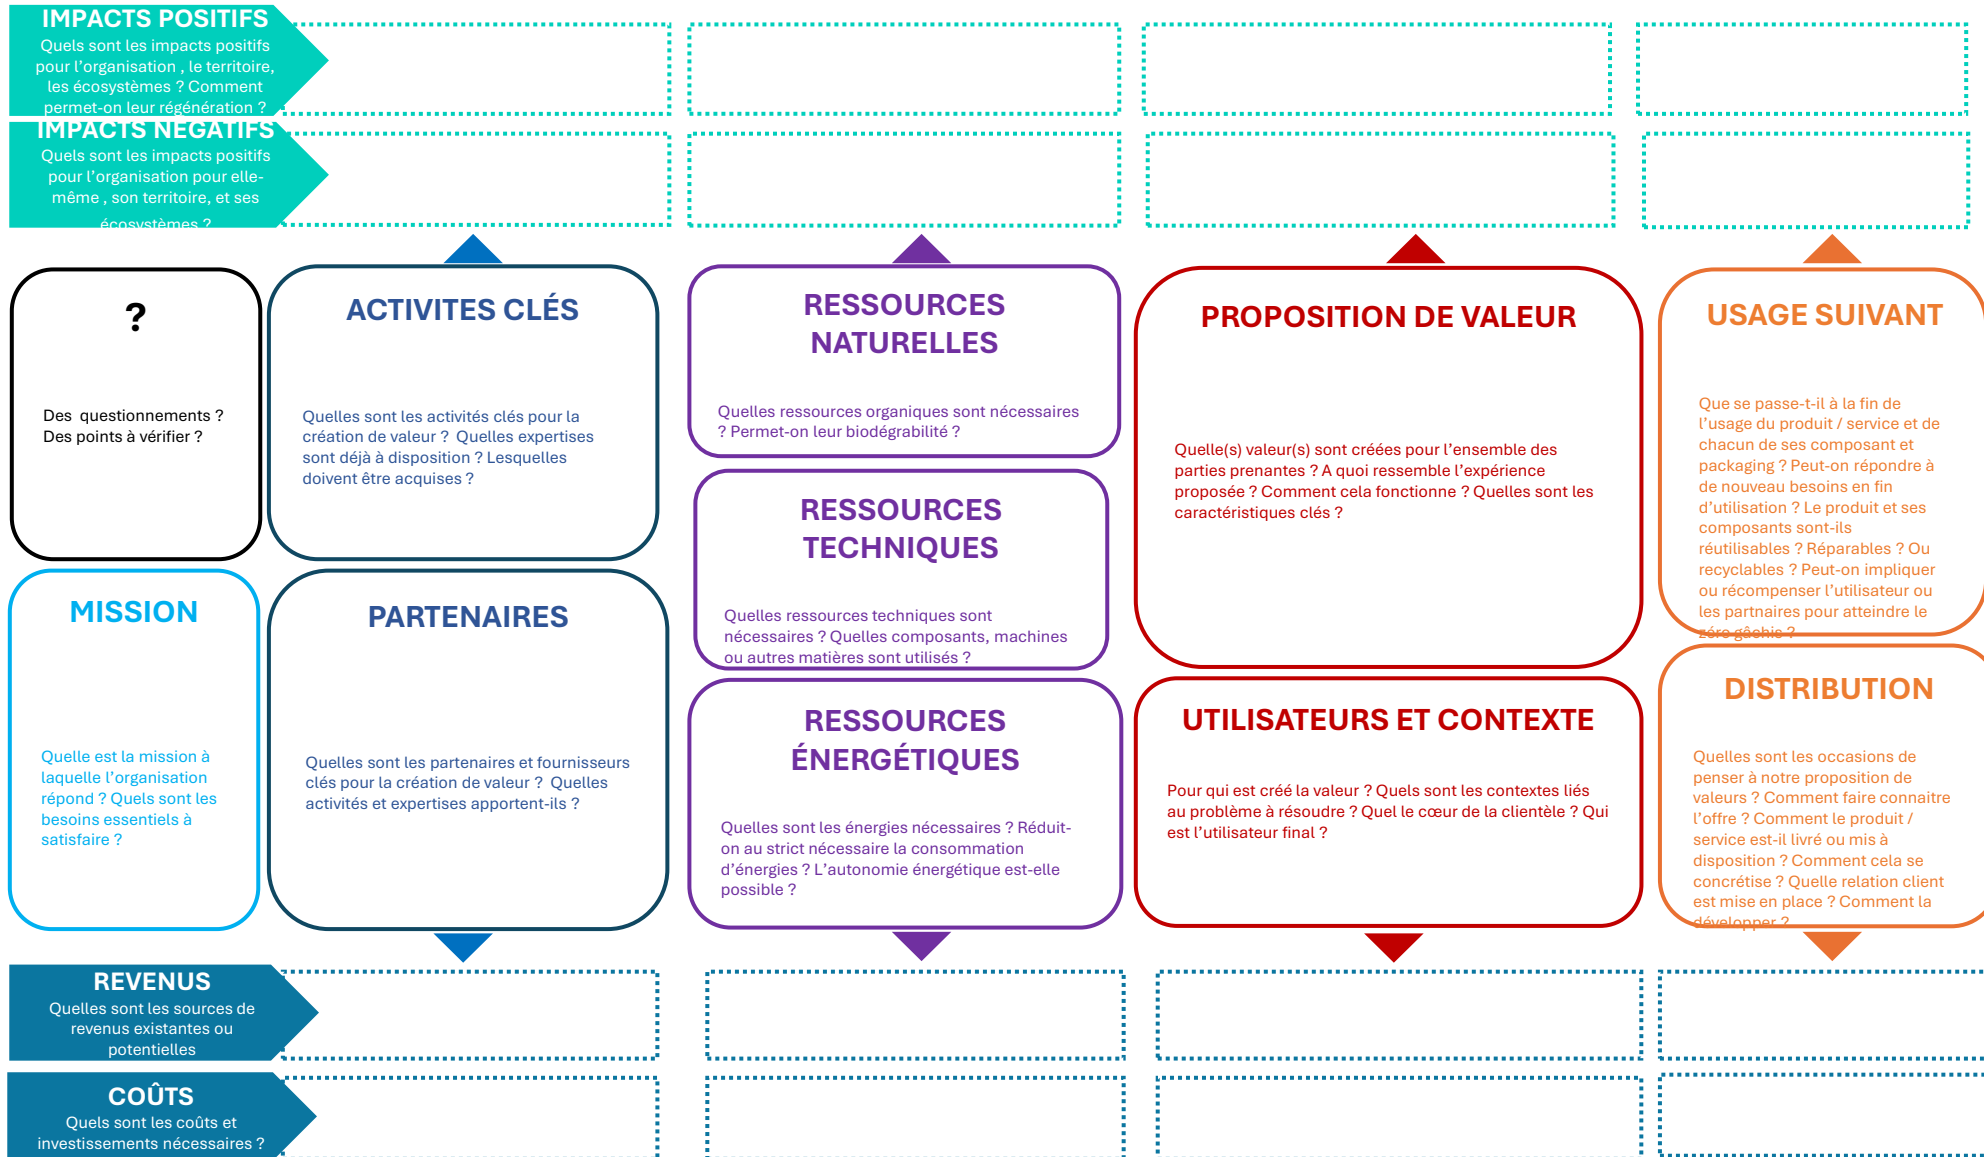 IMPACTS POSITIFS
Quels sont les impacts positifs
pour l'organisation , le territoire,
les écosystèmes ? Comment
permet-on leur régénération ?
IMPACTS NEGATIFS
Quels sont les impacts positifs
pour l'organisation pour elle-
même , son territoire, et ses
écosystèmes ?
?
Des questionnements ?
Des points à vérifier ?
MISSION
Quelle est la mission à
laquelle l'organisation
répond ? Quels sont les
besoins essentiels à
satisfaire ?
ACTIVITES CLÉS
Quelles sont les activités clés pour la
création de valeur ? Quelles expertises
sont déjà à disposition ? Lesquelles
doivent être acquises ?
PARTENAIRES
Quelles sont les partenaires et fournisseurs
clés pour la création de valeur ? Quelles
activités et expertises apportent-ils ?
RESSOURCES
NATURELLES
Quelles ressources organiques sont nécessaires
? Permet-on leur biodégrabilité ?
RESSOURCES
TECHNIQUES
Quelles ressources techniques sont
nécessaires ? Quelles composants, machines
ou autres matières sont utilisés ?
RESSOURCES
ÉNERGÉTIQUES
Quelles sont les énergies nécessaires ? Réduit-
on au strict nécessaire la consommation
d'énergies ? L'autonomie énergétique est-elle
possible ?
PROPOSITION DE VALEUR
Quelle(s) valeur(s) sont créées pour l'ensemble des
parties prenantes ? A quoi ressemble l'expérience
proposée ? Comment cela fonctionne ? Quelles sont les
caractéristiques clés ?
UTILISATEURS ET CONTEXTE
Pour qui est créé la valeur ? Quels sont les contextes liés
au problème à résoudre ? Quel le cœur de la clientèle ? Qui
est l'utilisateur final ?
USAGE SUIVANT
Que se passe-t-il à la fin de
l'usage du produit / service et de
chacun de ses composant et
packaging ? Peut-on répondre à
de nouveau besoins en fin
d'utilisation ? Le produit et ses
composants sont-ils
réutilisables ? Réparables ? Ou
recyclables ? Peut-on impliquer
ou récompenser l'utilisateur ou
les partnaires pour atteindre le
zéro gâchis ?
DISTRIBUTION
Quelles sont les occasions de
penser à notre proposition de
valeurs ? Comment faire connaitre
l'offre ? Comment le produit /
service est-il livré ou mis à
disposition ? Comment cela se
concrétise ? Quelle relation client
est mise en place ? Comment la
développer ?
REVENUS
Quelles sont les sources de
revenus existantes ou
potentielles
COÛTS
Quels sont les coûts et
investissements nécessaires ?